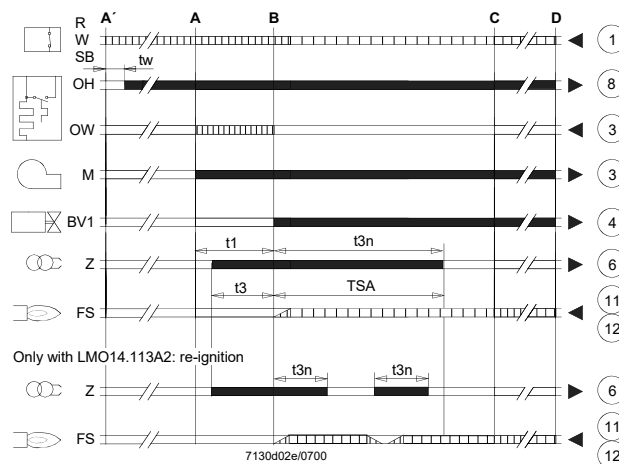 A´ A B C D
R
W 1
SB tw
OH 8
OW 3
M 3
BV1 4
t1 t3n
Z 6
t3 TSA
FS 11
12
Only with LMO14.113A2: re-ignition
t3n t3n
Z 6
FS 11
12
7130d02e/0700